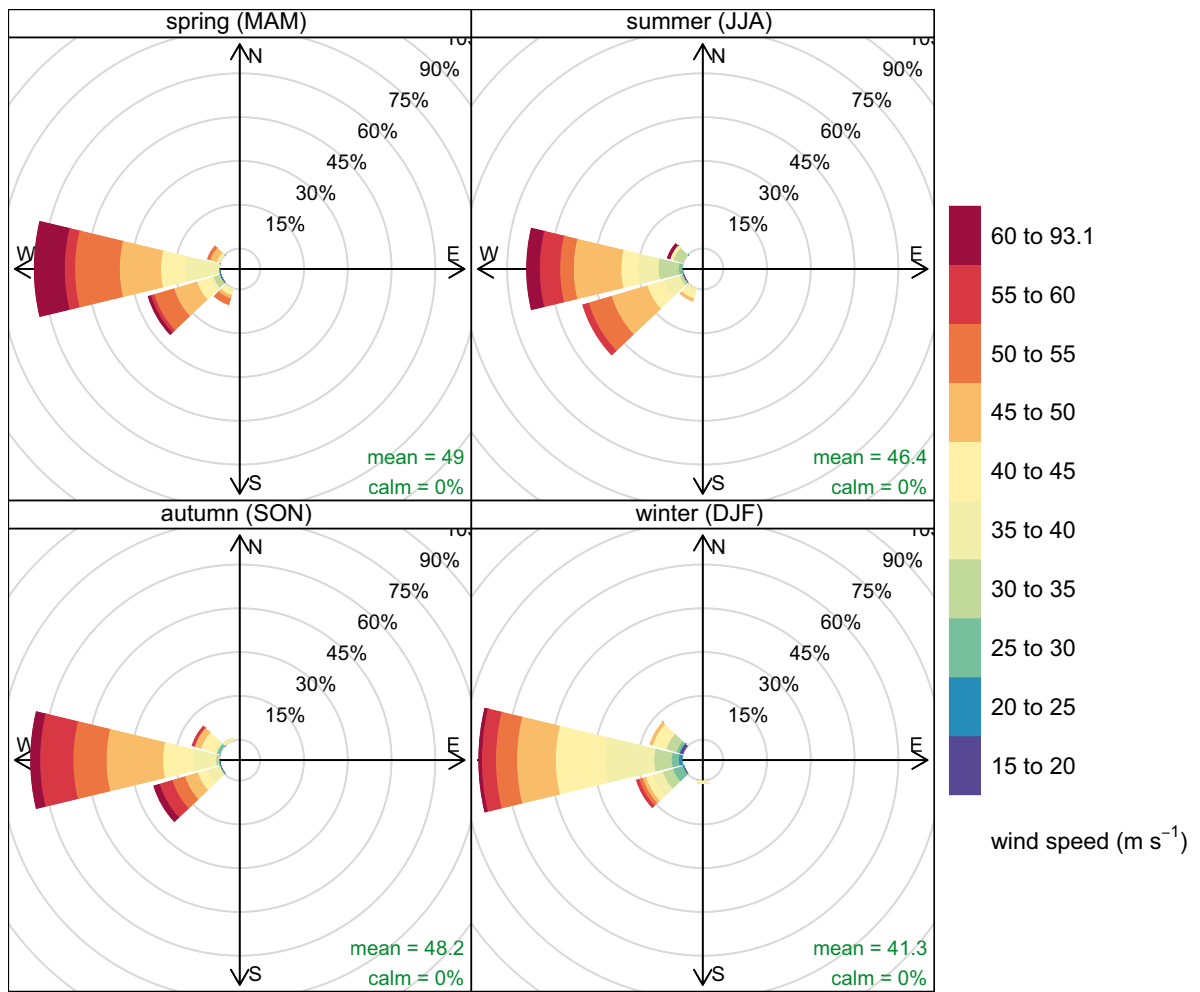 spring (MAM)
N
90%
75%
60%
45%
30%
15%
W
E
S
mean = 49
calm = 0%
summer (JJA)
N
90%
75%
60%
45%
30%
15%
W
E
S
mean = 46.4
calm = 0%
autumn (SON)
N
90%
75%
60%
45%
30%
15%
W
E
S
mean = 48.2
calm = 0%
winter (DJF)
N
90%
75%
60%
45%
30%
15%
E
S
mean = 41.3
calm = 0%
60 to 93.1
55 to 60
50 to 55
45 to 50
40 to 45
35 to 40
30 to 35
25 to 30
20 to 25
15 to 20
wind speed (m s⁻¹)